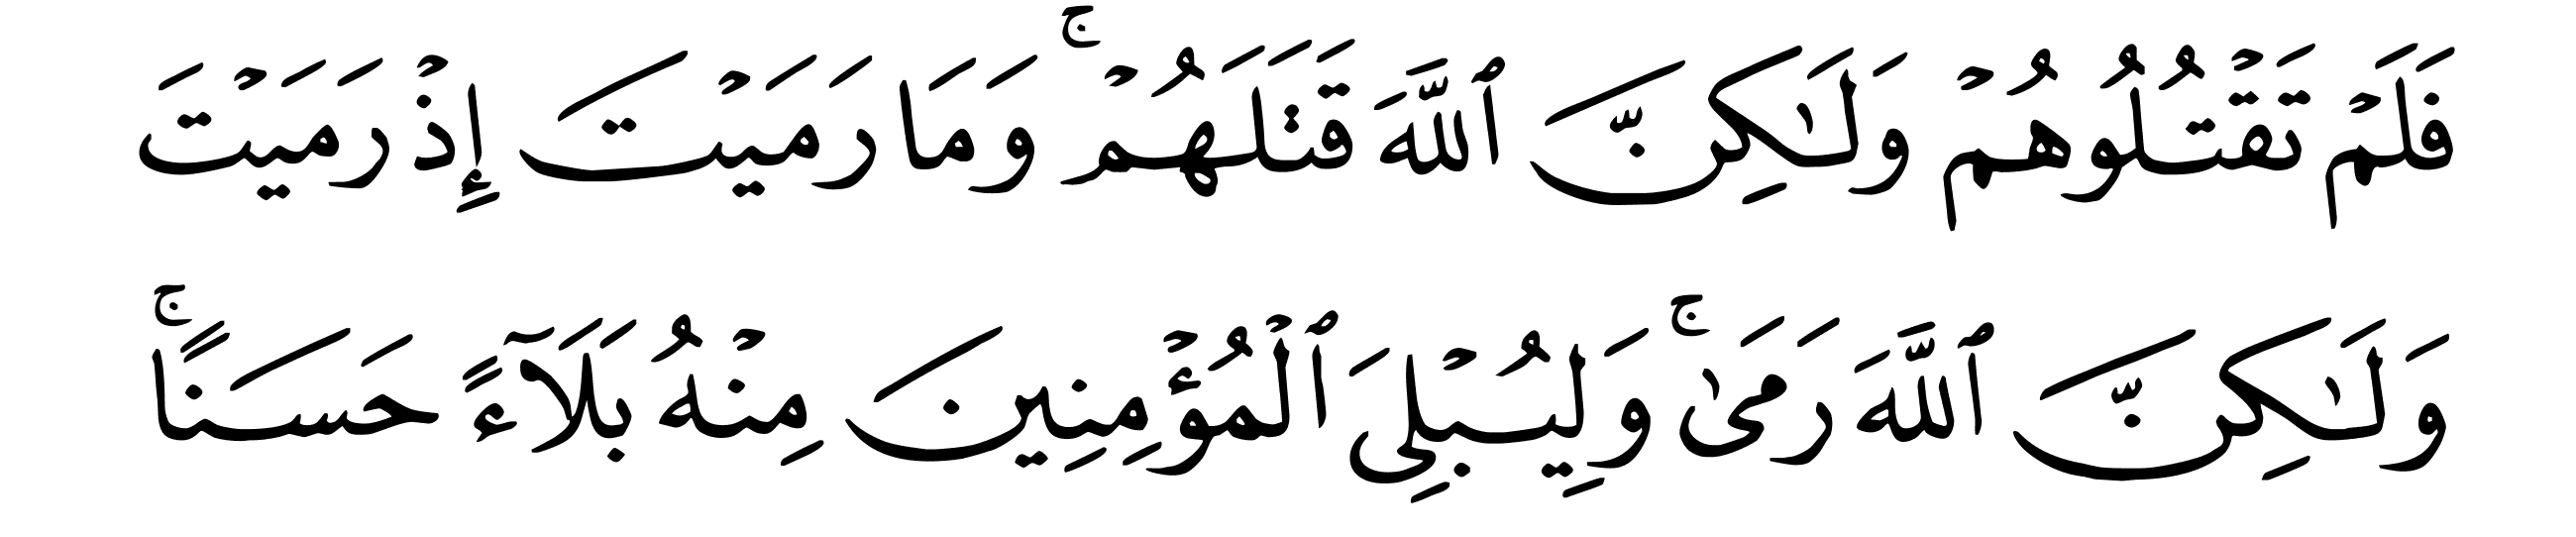 فَلَمْ تَقْتُلُوهُمْ وَلَـٰكِنَّ ٱللَّهَ قَتَلَهُمْ ۚ وَمَا رَمَيْتَ إِذْ رَمَيْتَ
وَلَـٰكِنَّ ٱللَّهَ رَمَىٰ ۚ وَلِيُبْلِىَ ٱلْمُؤْمِنِينَ مِنْهُ بَلَآءً حَسَنًا ۚ